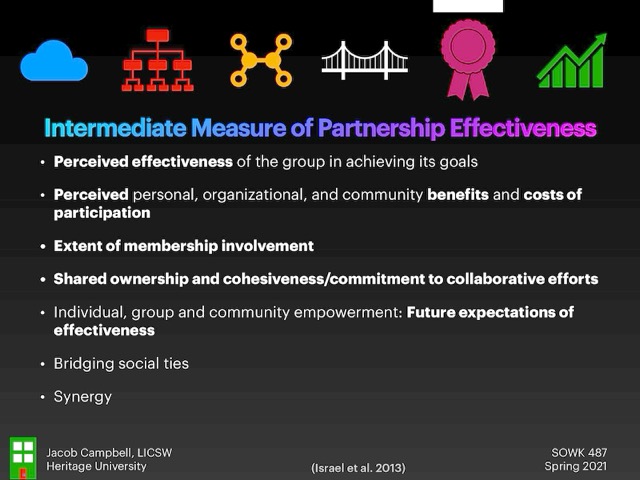 Intermediate Measure of Partnership Effectiveness
• Perceived effectiveness of the group in achieving its goals
• Perceived personal, organizational, and community benefits and costs of
participation
• Extent of membership involvement
• Shared ownership and cohesiveness/commitment to collaborative efforts
• Individual, group and community empowerment: Future expectations of
effectiveness
• Bridging social ties
• Synergy
Jacob Campbell, LICSW
Heritage University
(Israel et al. 2013)
SOWK 487
Spring 2021